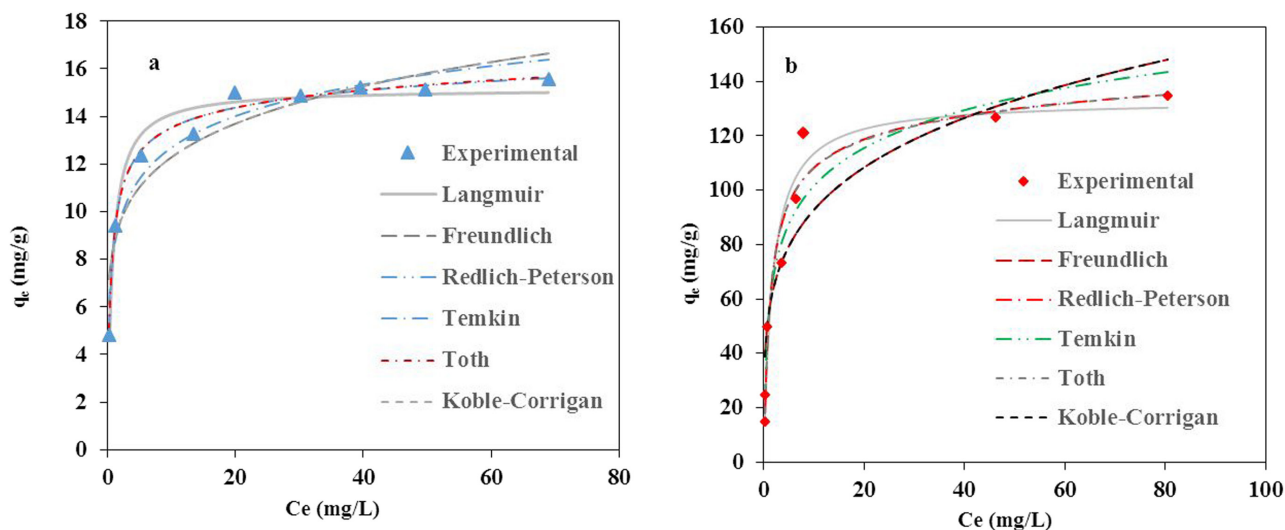 18
16
14
12
10
8
6
4
2
0
qe (mg/g)
a
Experimental
Langmuir
Freundlich
Redlich-Peterson
Temkin
Toth
Koble-Corrigan
0 20 40 60 80
Ce (mg/L)
160
140
120
100
80
60
40
20
0
qe (mg/g)
b
Experimental
Langmuir
Freundlich
Redlich-Peterson
Temkin
Toth
Koble-Corrigan
0 20 40 60 80 100
Ce (mg/L)